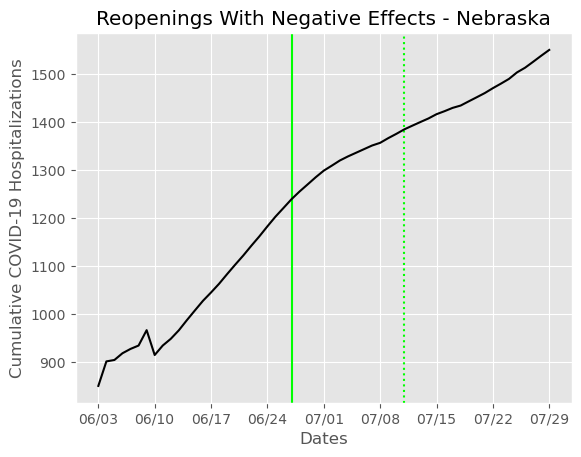 Reopenings With Negative Effects - Nebraska
Cumulative COVID-19 Hospitalizations
1500
1400
1300
1200
1100
1000
900
06/03 06/10 06/17 06/24 07/01 07/08 07/15 07/22 07/29
Dates